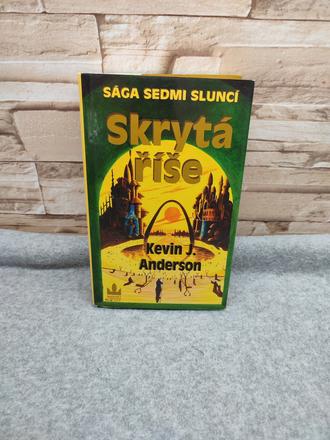 SÁGA SEDMI SLUNCÍ
Skrytá
říše
Kevin J.
Anderson